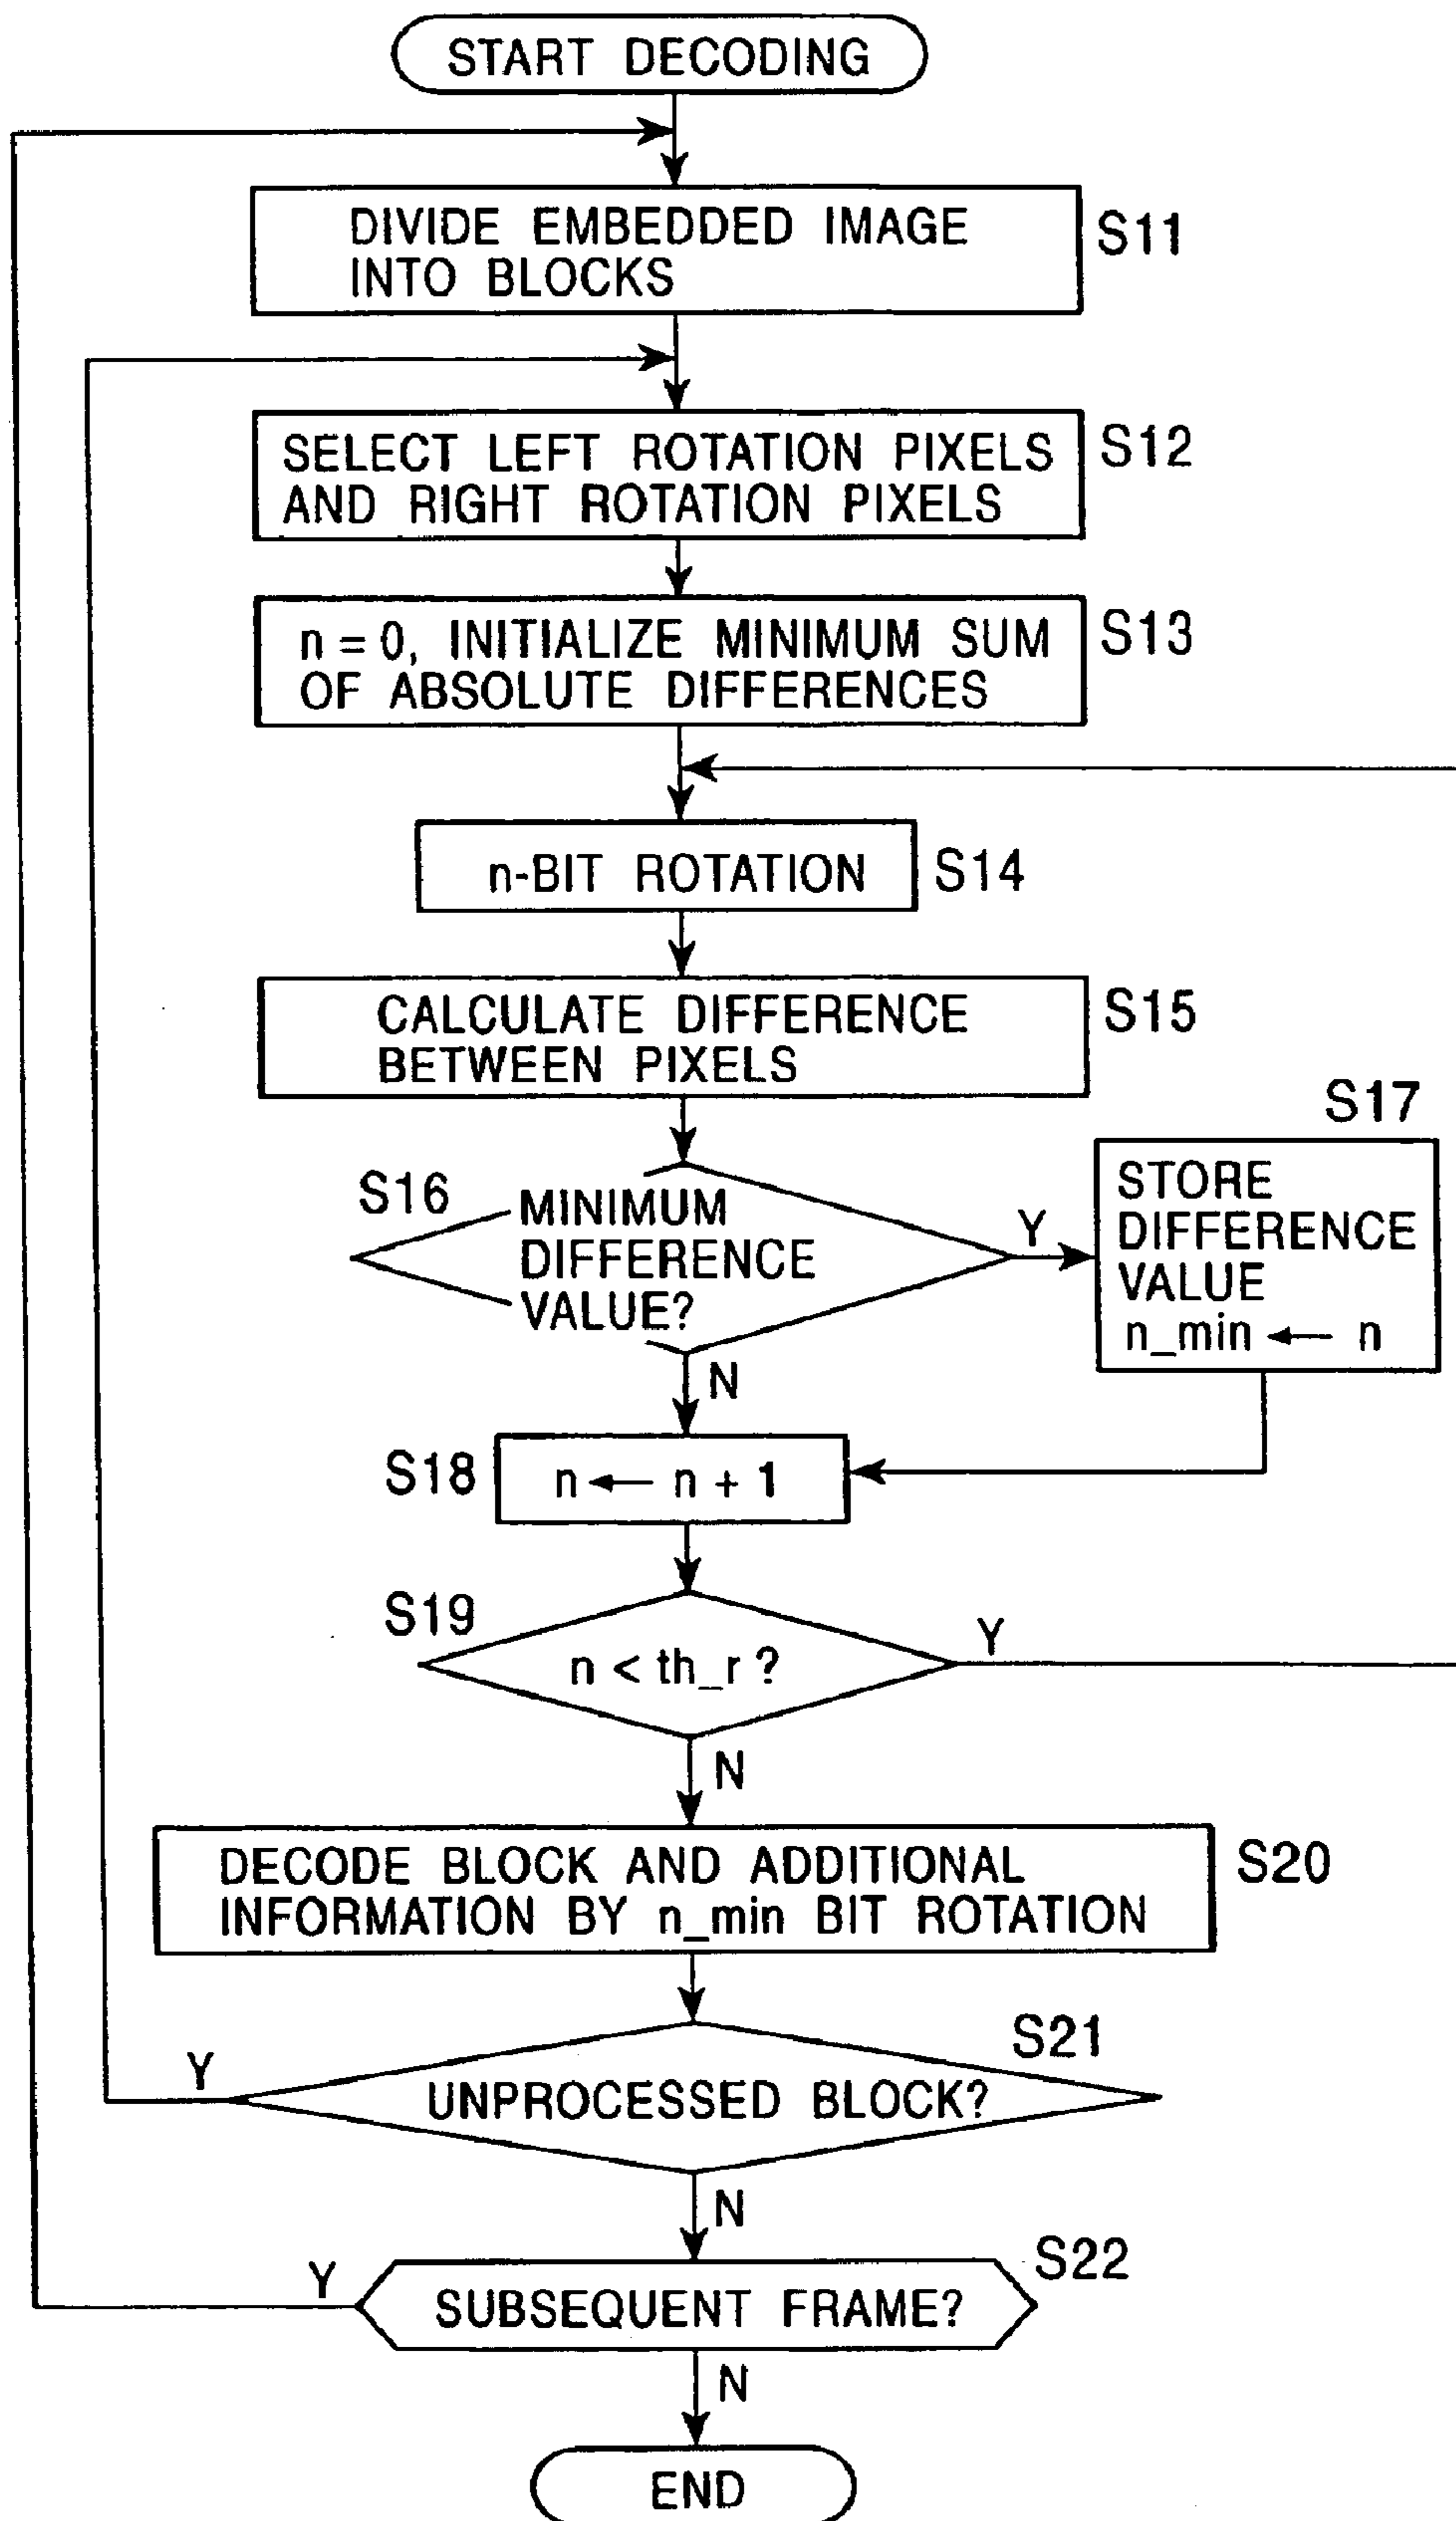 START DECODING
DIVIDE EMBEDDED IMAGE
INTO BLOCKS
S11
SELECT LEFT ROTATION PIXELS
AND RIGHT ROTATION PIXELS
S12
n = 0, INITIALIZE MINIMUM SUM
OF ABSOLUTE DIFFERENCES
S13
n-BIT ROTATION
S14
CALCULATE DIFFERENCE
BETWEEN PIXELS
S15
S16
MINIMUM
DIFFERENCE
VALUE?
Y
N
S17
STORE
DIFFERENCE
VALUE
n_min ← n
S18
n ← n + 1
S19
n < th_r ?
Y
N
DECODE BLOCK AND ADDITIONAL
INFORMATION BY n_min BIT ROTATION
S20
S21
Y
UNPROCESSED BLOCK?
N
S22
Y
SUBSEQUENT FRAME?
N
END